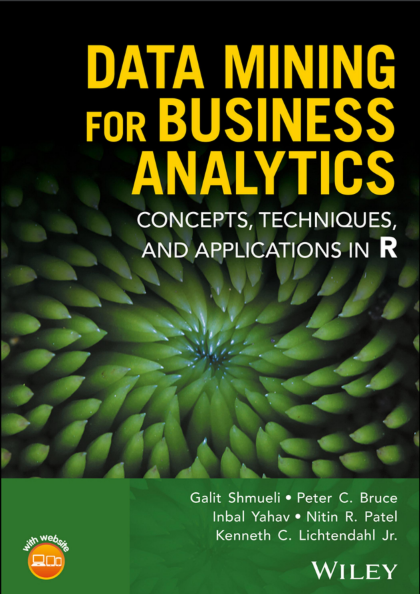 DATA MINING
FOR BUSINESS
ANALYTICS
CONCEPTS, TECHNIQUES,
AND APPLICATIONS IN R
Galit Shmueli • Peter C. Bruce
Inbal Yahav • Nitin R. Patel
Kenneth C. Lichtendahl Jr.
with website
WILEY